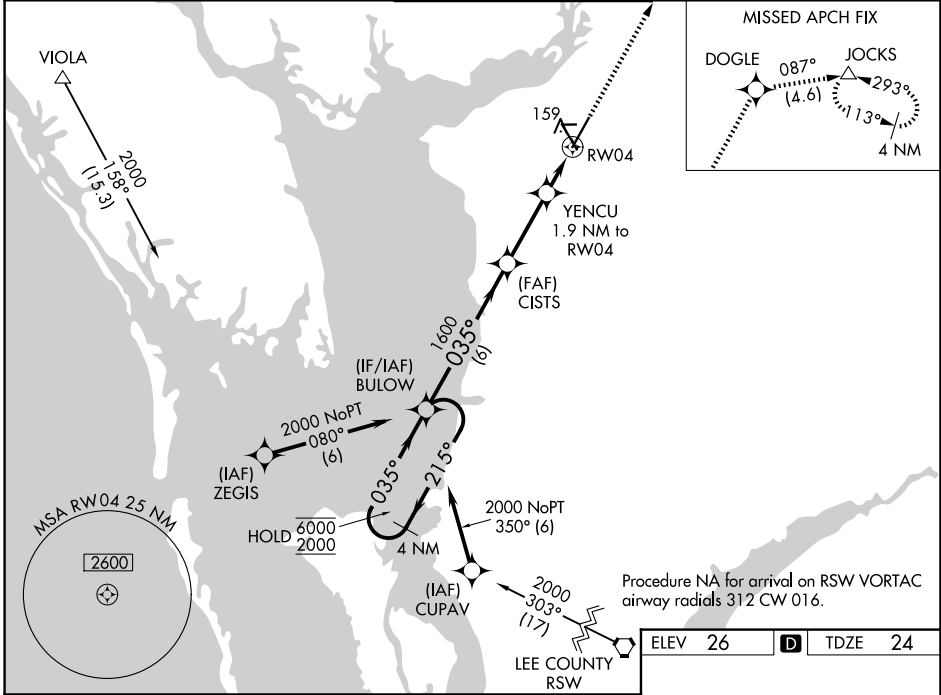 VIOLA
2000
158°
(15.3)
MISSED APCH FIX
DOGLE
JOCKS
087°
(4.6)
293°
113°
4 NM
159
RW04
YENCU
1.9 NM to
RW04
(FAF)
CISTS
1600
035°
(6)
(IF/IAF)
BULOW
2000 NoPT
080°
(6)
(IAF)
ZEGIS
035°
215°
HOLD 6000
2000
4 NM
2000 NoPT
350° (6)
(IAF)
CUPAV
2000
303°
(17)
LEE COUNTY
RSW
MSA RW04 25 NM
2600
Procedure NA for arrival on RSW VORTAC
airway radials 312 CW 016.
ELEV 26 D TDZE 24